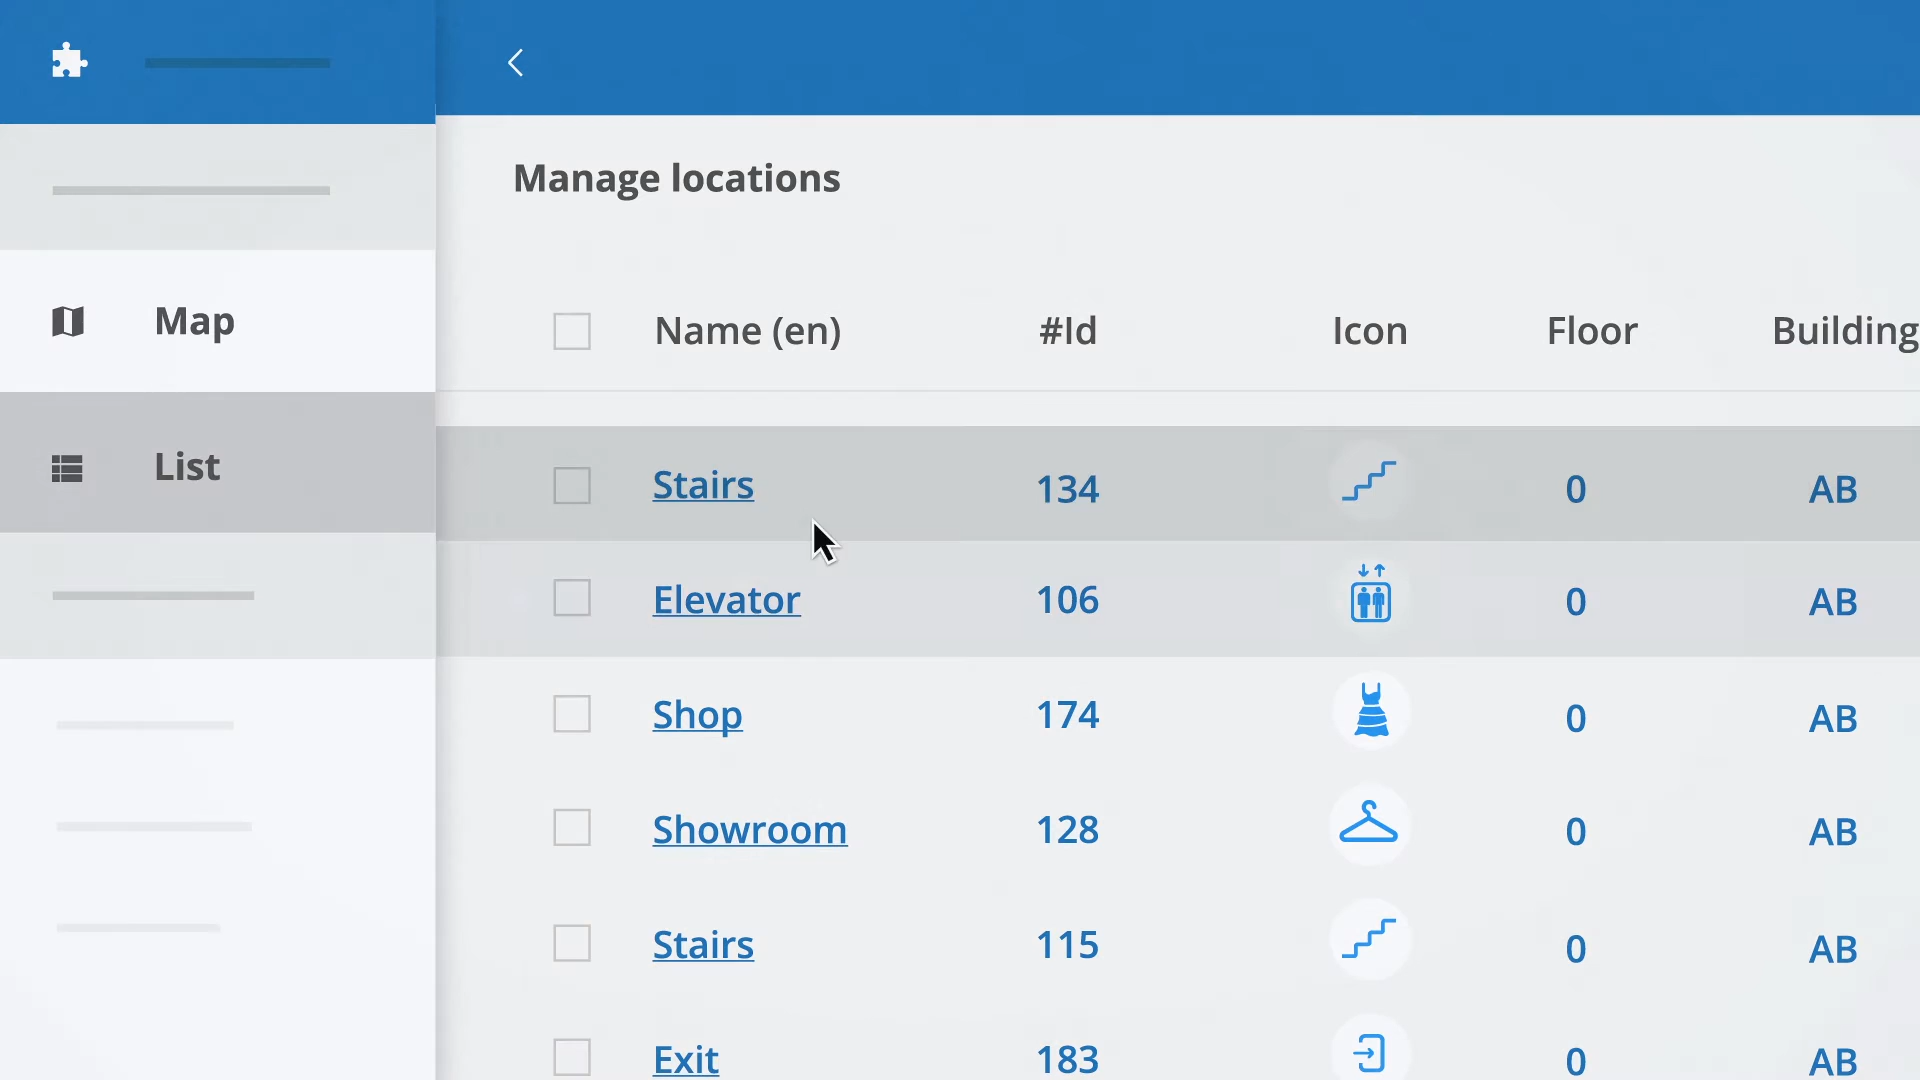 Manage locations
Map
List
Name (en) #Id Icon Floor Building
Stairs 134 0 AB
Elevator 106 0 AB
Shop 174 0 AB
Showroom 128 0 AB
Stairs 115 0 AB
Exit 183 0 AB